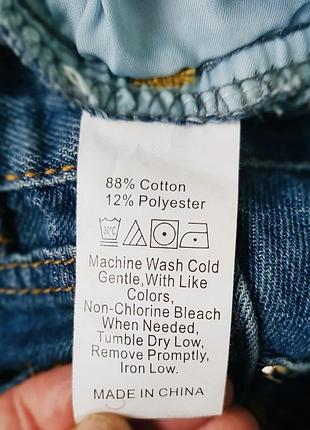 88% Cotton
12% Polyester
30°C
Machine Wash Cold
Gentle,With Like
Colors,
Non-Chlorine Bleach
When Needed,
Tumble Dry Low,
Remove Promptly,
Iron Low.
MADE IN CHINA